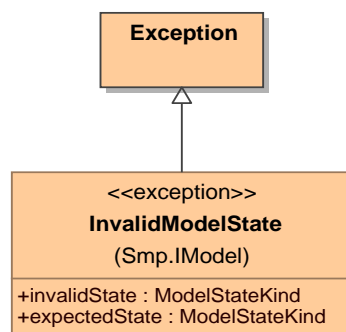 Exception
<<exception>>
InvalidModelState
(Smp.IModel)
+invalidState : ModelStateKind
+expectedState : ModelStateKind